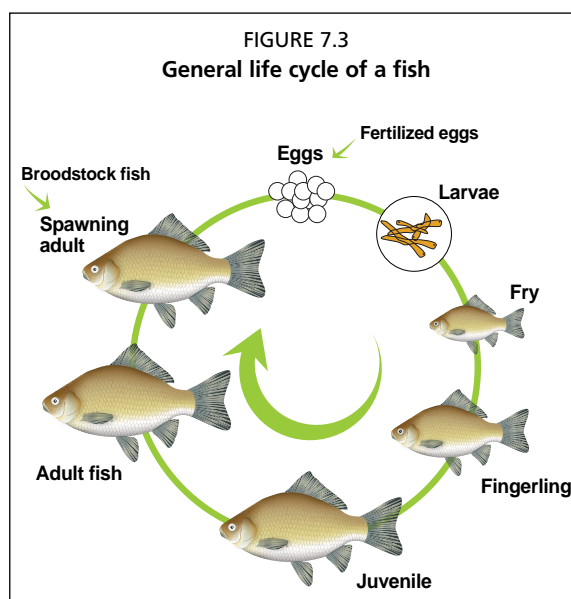 FIGURE 7.3
General life cycle of a fish
Eggs
Fertilized eggs
Broodstock fish
Spawning
adult
Larvae
Fry
Fingerling
Juvenile
Adult fish